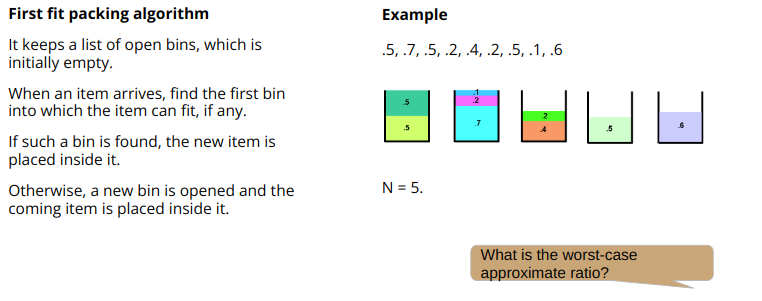 First fit packing algorithm
It keeps a list of open bins, which is
initially empty.
When an item arrives, find the first bin
into which the item can fit, if any.
If such a bin is found, the new item is
placed inside it.
Otherwise, a new bin is opened and the
coming item is placed inside it.
Example
.5, .7, .5, .2, .4, .2, .5, .1, .6
.5
.5
.1
.2
.7
.2
.4
.5
.6
N = 5.
What is the worst-case
approximate ratio?